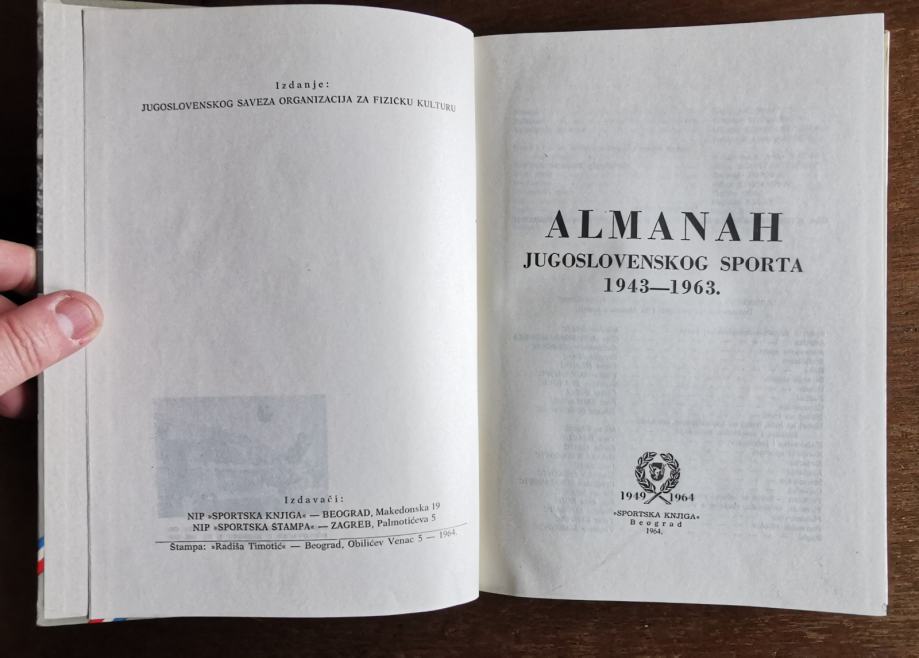 Izdanje:
JUGOSLOVENSKOG SAVEZA ORGANIZACIJA ZA FIZIČKU KULTURU
Izdavači:
NIP »SPORTSKA KNJIGA« — BEOGRAD, Makedonska 19
NIP »SPORTSKA ŠTAMPA« — ZAGREB, Palmotićeva 5
Štampa: »Radiša Timotić« — Beograd, Obilićev Venac 5 — 1964.
ALMANAH
JUGOSLOVENSKOG SPORTA
1943—1963.
1949 1964
»SPORTSKA KNJIGA«
Beograd
1964.